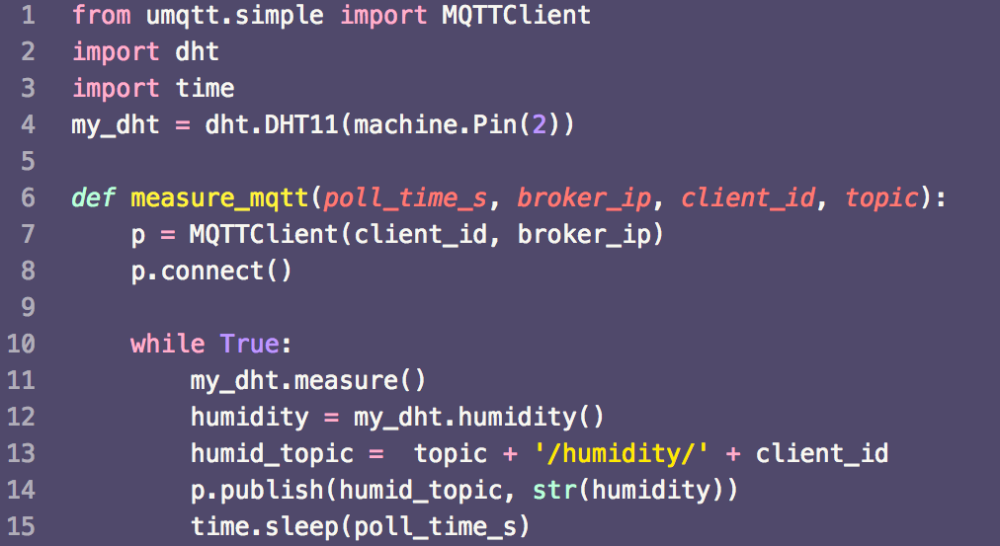 1 from umqtt.simple import MQTTClient
2 import dht
3 import time
4 my_dht = dht.DHT11(machine.Pin(2))
5
6 def measure_mqtt(poll_time_s, broker_ip, client_id, topic):
7     p = MQTTClient(client_id, broker_ip)
8     p.connect()
9
10     while True:
11         my_dht.measure()
12         humidity = my_dht.humidity()
13         humid_topic =  topic + '/humidity/' + client_id
14         p.publish(humid_topic, str(humidity))
15         time.sleep(poll_time_s)